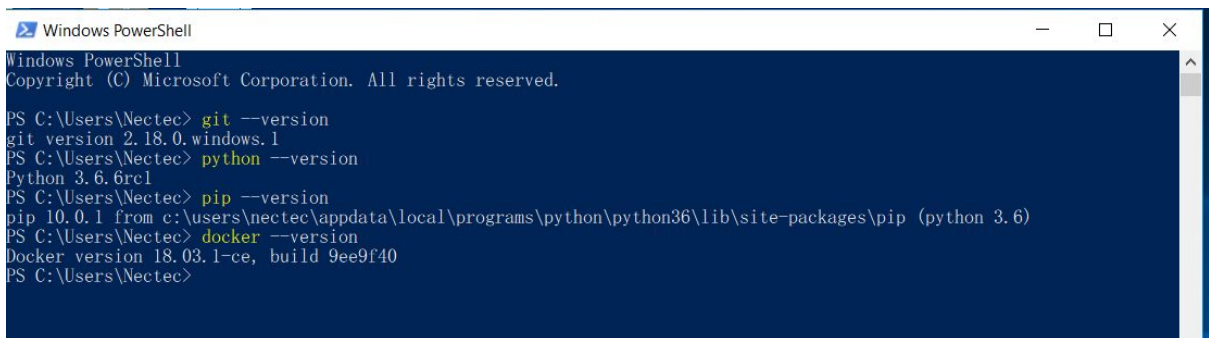 Windows PowerShell
Windows PowerShell
Copyright (C) Microsoft Corporation. All rights reserved.
PS C:\Users\Nectec> git --version
git version 2.18.0.windows.1
PS C:\Users\Nectec> python --version
Python 3.6.6rc1
PS C:\Users\Nectec> pip --version
pip 10.0.1 from c:\users\nectec\appdata\local\programs\python\python36\lib\site-packages\pip (python 3.6)
PS C:\Users\Nectec> docker --version
Docker version 18.03.1-ce, build 9ee9f40
PS C:\Users\Nectec>